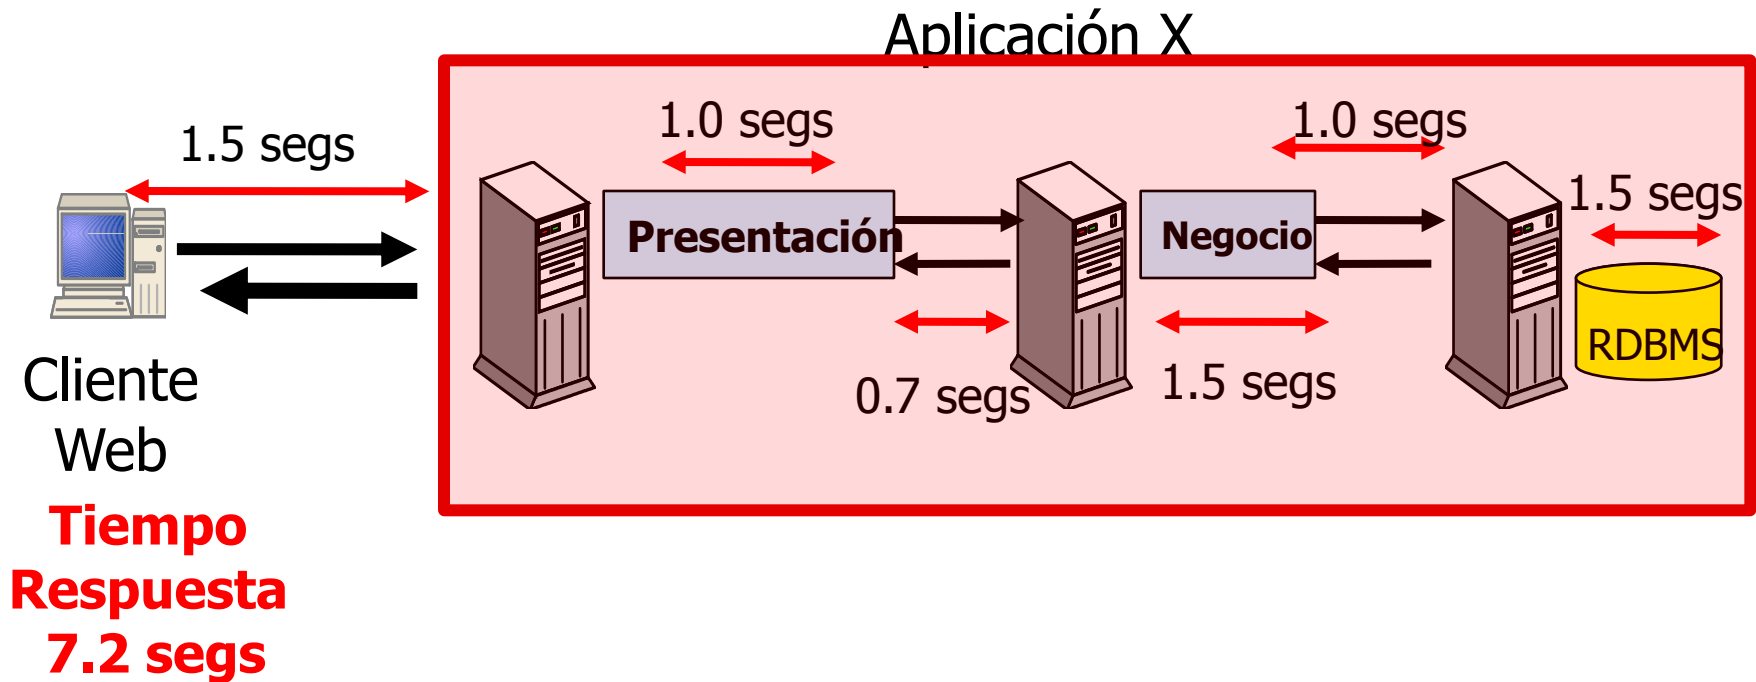 Aplicación X
1.5 segs
1.0 segs
1.0 segs
1.5 segs
Presentación
Negocio
RDBMS
0.7 segs
1.5 segs
Cliente
Web
Tiempo
Respuesta
7.2 segs